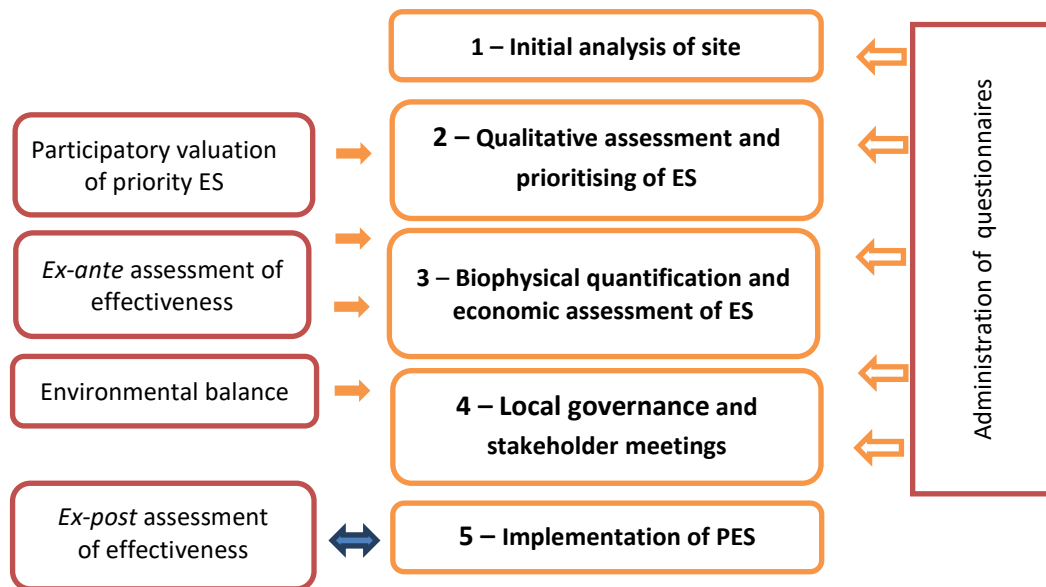 1 – Initial analysis of site
Participatory valuation
of priority ES
2 – Qualitative assessment and
prioritising of ES
Ex-ante assessment of
effectiveness
3 – Biophysical quantification and
economic assessment of ES
Environmental balance
4 – Local governance and
stakeholder meetings
Ex-post assessment
of effectiveness
5 – Implementation of PES
Administration of questionnaires